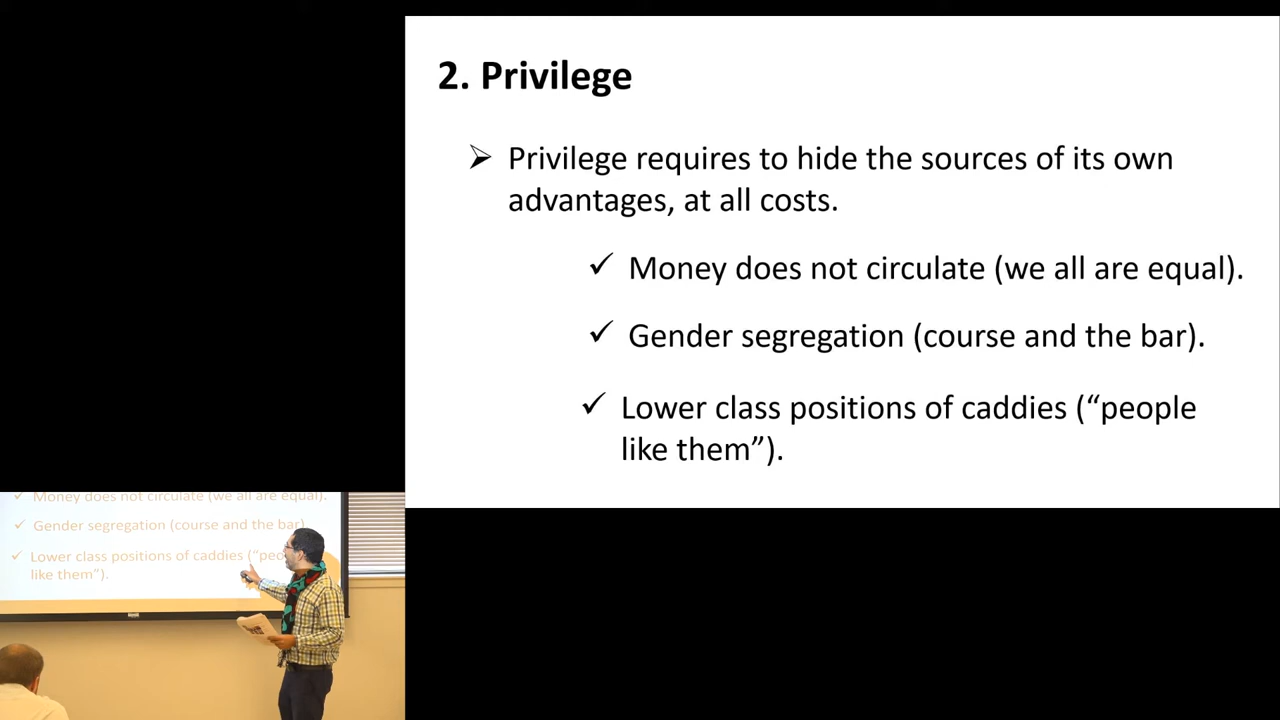 2. Privilege
➢ Privilege requires to hide the sources of its own
advantages, at all costs.
✓ Money does not circulate (we all are equal).
✓ Gender segregation (course and the bar).
✓ Lower class positions of caddies (“people
like them”).
✓ Money does not circulate (we all are equal).
✓ Gender segregation (course and the bar)
✓ Lower class positions of caddies (“peo
like them”).